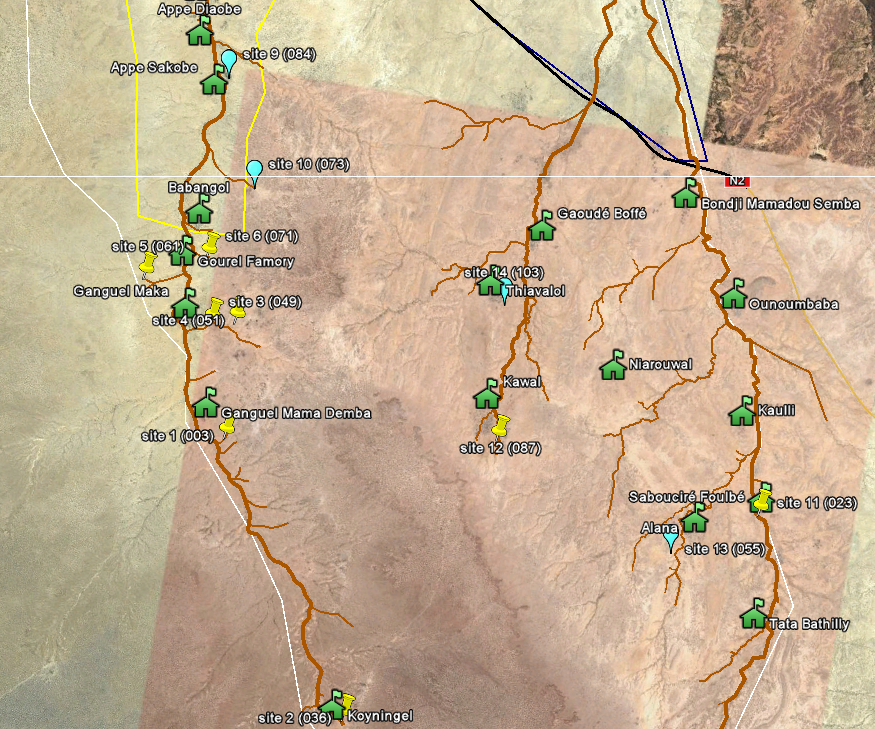 Appe Diaobe
site 9 (084)
Appe Sakobe
site 10 (073)
N2
Babangol
Bondji Mamadou Semba
Gaoudé Boffé
site 6 (071)
site 5 (061)
Gourel Famory
site 14 (103)
Thiavalol
Ganguel Maka
site 3 (049)
Ounoumbaba
site 4 (051)
Niarouwal
Kawal
Ganguel Mama Demba
Kaulli
site 1 (003)
site 12 (087)
Sabouciré Foulbé
site 11 (023)
Alana
site 13 (055)
Tata Bathilly
site 2 (036)
Koyningel